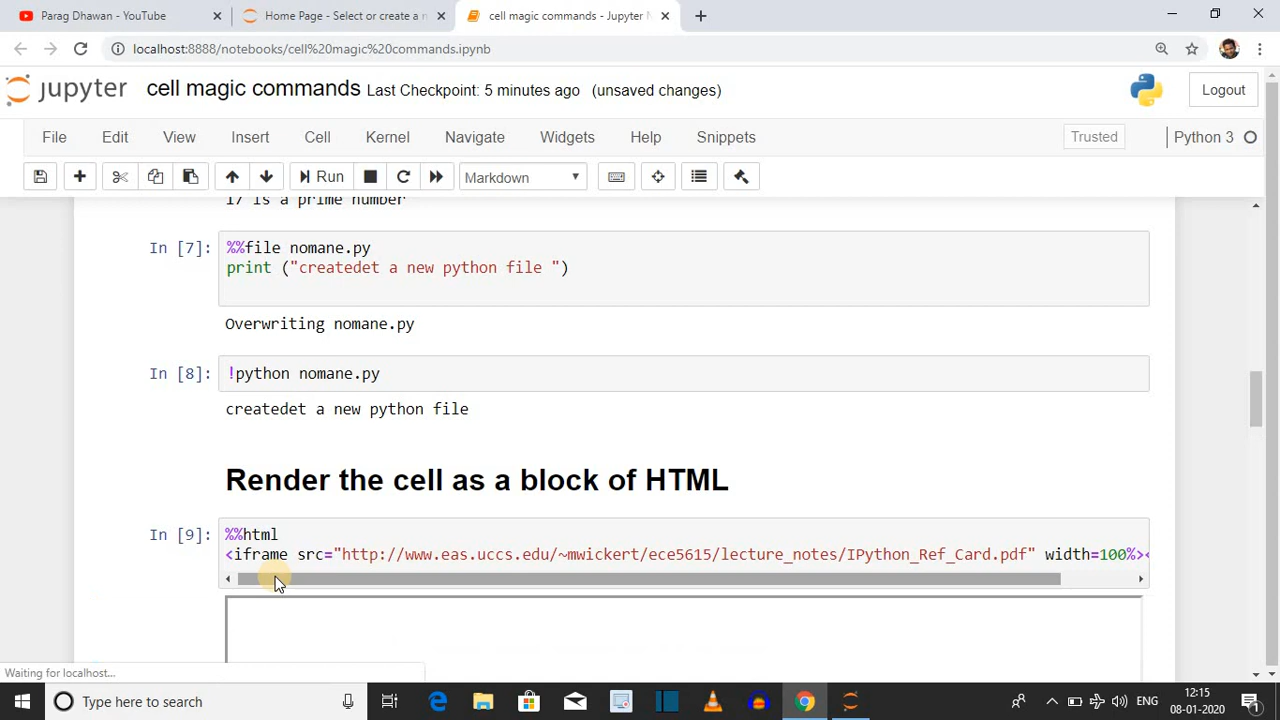 Parag Dhawan - YouTube
Home Page - Select or create a n
cell magic commands - Jupyter N
localhost:8888/notebooks/cell%20magic%20commands.ipynb
jupyter cell magic commands Last Checkpoint: 5 minutes ago (unsaved changes)
Logout
File Edit View Insert Cell Kernel Navigate Widgets Help Snippets
Trusted Python 3
Run Markdown
17 is a prime number
In [7]: %%file nomane.py
print ("createdet a new python file ")
Overwriting nomane.py
In [8]: !python nomane.py
createdet a new python file
Render the cell as a block of HTML
In [9]: %%html
<iframe src="http://www.eas.uccs.edu/~mwickert/ece5615/lecture_notes/IPython_Ref_Card.pdf" width=100%><
Waiting for localhost...
Type here to search
ENG
12:15
08-01-2020
1